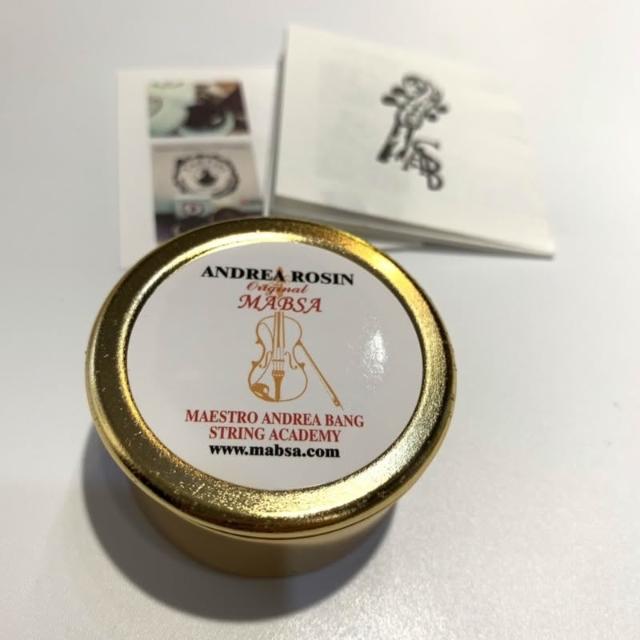 ANDREA ROSIN
Original
MABSA
MAESTRO ANDREA BANG
STRING ACADEMY
www.mabsa.com